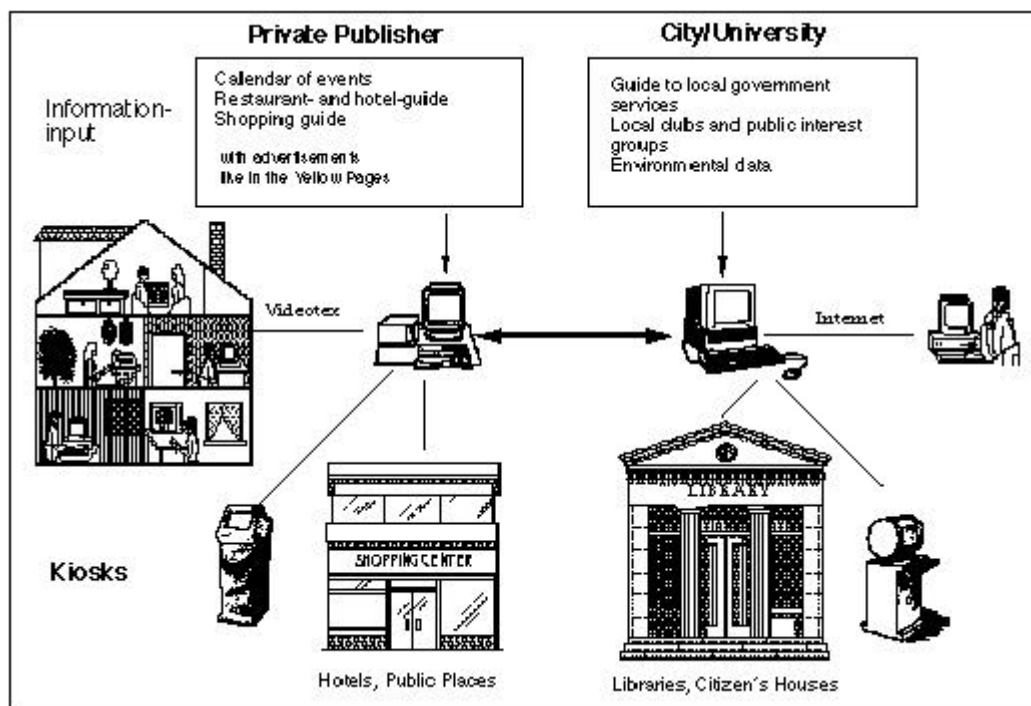 Private Publisher
City/University
Information-
input
Calendar of events
Restaurant- and hotel-guide
Shopping guide
with advertisements
like in the Yellow Pages
Guide to local government
services
Local clubs and public interest
groups
Environmental data
Videotex
Internet
LIBRARY
SHOPPING CENTER
Kiosks
Hotels, Public Places
Libraries, Citizen´s Houses